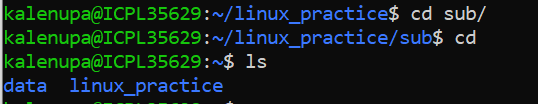 kalenupa@ICPL35629:~/linux_practice$ cd sub/
kalenupa@ICPL35629:~/linux_practice/sub$ cd
kalenupa@ICPL35629:~$ ls
data  linux_practice